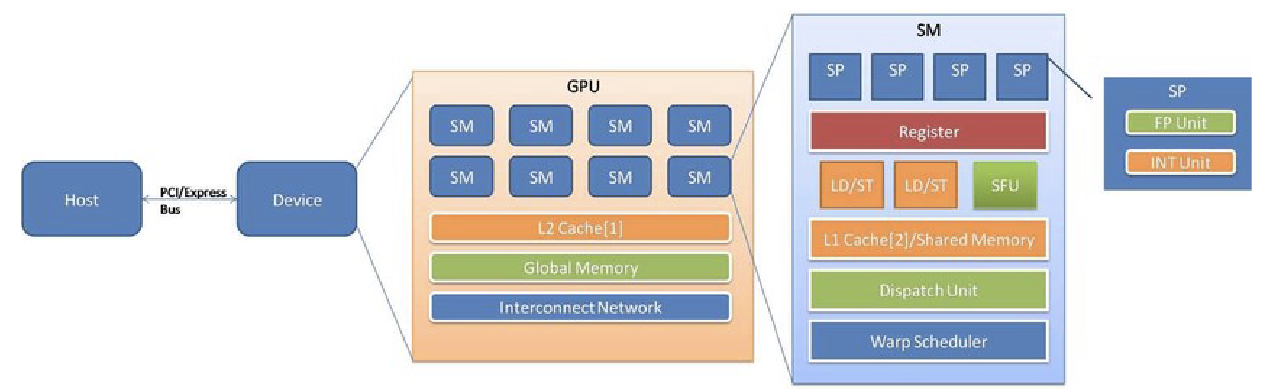 Host
PCI/Express
Bus
Device
GPU
SM SM SM SM
SM SM SM SM
L2 Cache[1]
Global Memory
Interconnect Network
SM
SP SP SP SP
Register
LD/ST LD/ST SFU
L1 Cache[2]/Shared Memory
Dispatch Unit
Warp Scheduler
SP
FP Unit
INT Unit